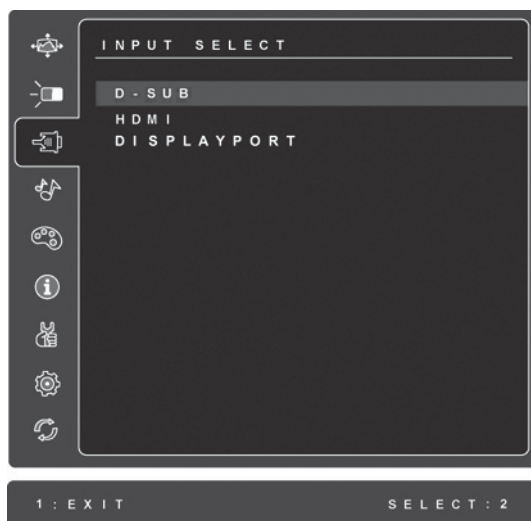 INPUT SELECT
D-SUB
HDMI
DISPLAYPORT
1:EXIT SELECT:2